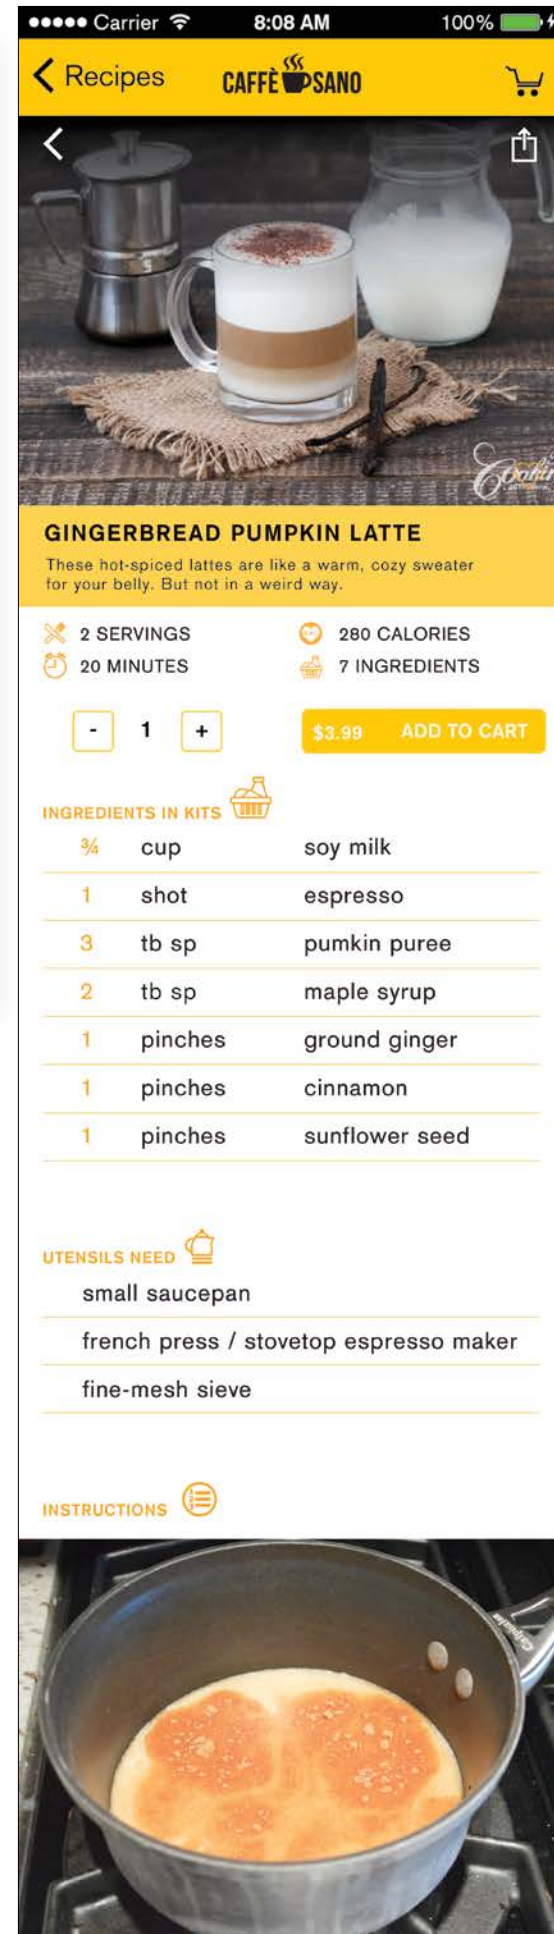 Carrier 8:08 AM 100%
Recipes CAFFÈ SANO
GINGERBREAD PUMPKIN LATTE
These hot-spiced lattes are like a warm, cozy sweater
for your belly. But not in a weird way.
2 SERVINGS 280 CALORIES
20 MINUTES 7 INGREDIENTS
- 1 + $3.99 ADD TO CART
INGREDIENTS IN KITS
¾ cup soy milk
1 shot espresso
3 tb sp pumkin puree
2 tb sp maple syrup
1 pinches ground ginger
1 pinches cinnamon
1 pinches sunflower seed
UTENSILS NEED
small saucepan
french press / stovetop espresso maker
fine-mesh sieve
INSTRUCTIONS